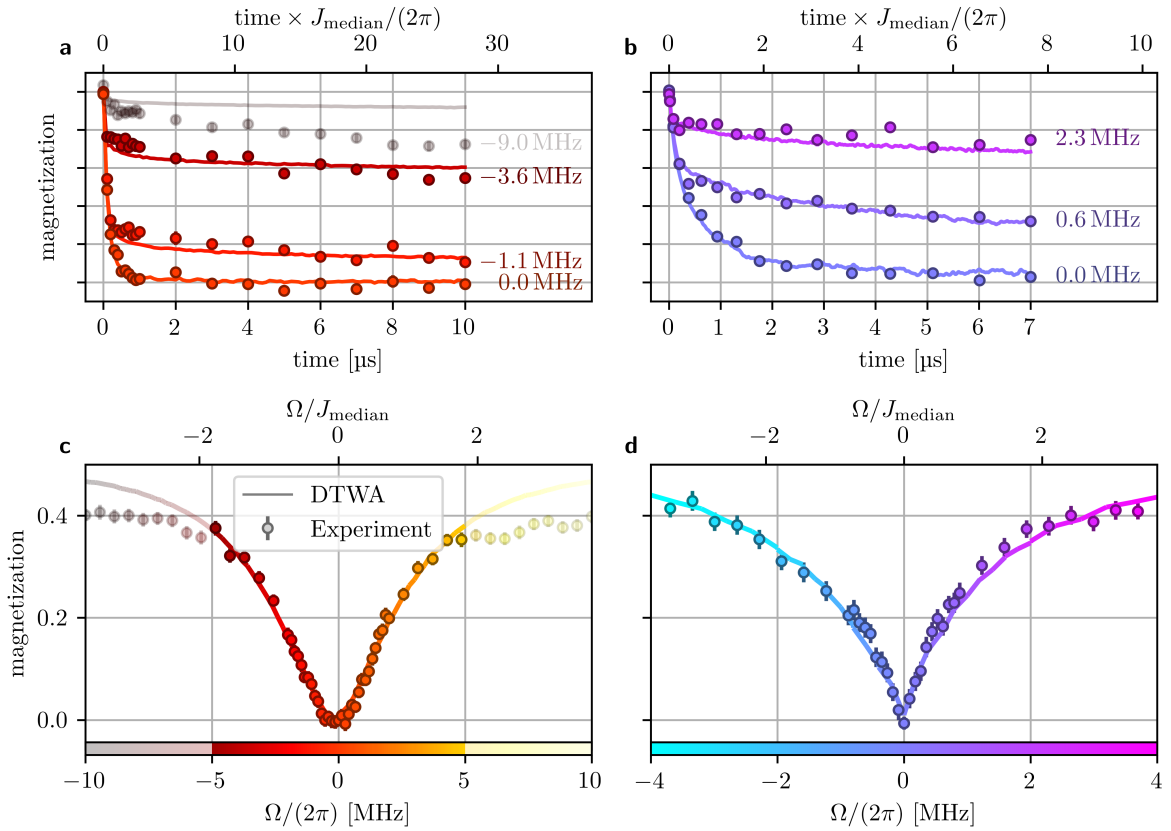 time × J_median/(2π)
a
0 10 20 30
magnetization
−9.0 MHz
−3.6 MHz
−1.1 MHz
0.0 MHz
0 2 4 6 8 10
time [µs]
time × J_median/(2π)
b
0 2 4 6 8 10
2.3 MHz
0.6 MHz
0.0 MHz
0 1 2 3 4 5 6 7
time [µs]
Ω/J_median
c
−2 0 2
magnetization
0.4
0.2
0.0
DTWA
Experiment
−10 −5 0 5 10
Ω/(2π) [MHz]
Ω/J_median
d
−2 0 2
−4 −2 0 2 4
Ω/(2π) [MHz]